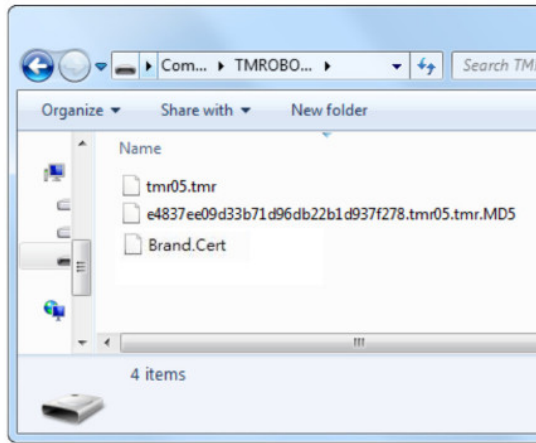 Com... TMROBO... Search TM
Organize Share with New folder
Name
tmr05.tmr
e4837ee09d33b71d96db22b1d937f278.tmr05.tmr.MD5
Brand.Cert
4 items